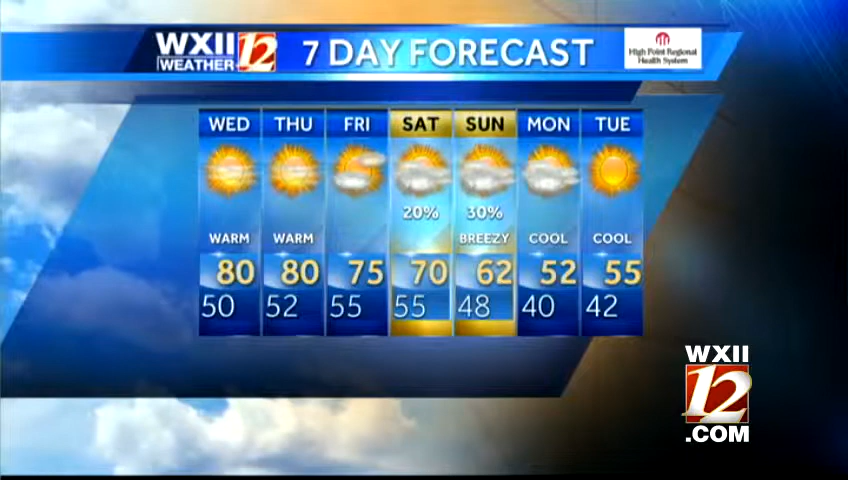 WXII 12
WEATHER
7 DAY FORECAST
High Point Regional
Health System
WED THU FRI SAT SUN MON TUE
20% 30%
WARM WARM BREEZY COOL COOL
80 80 75 70 62 52 55
50 52 55 55 48 40 42
WXII
12
.COM